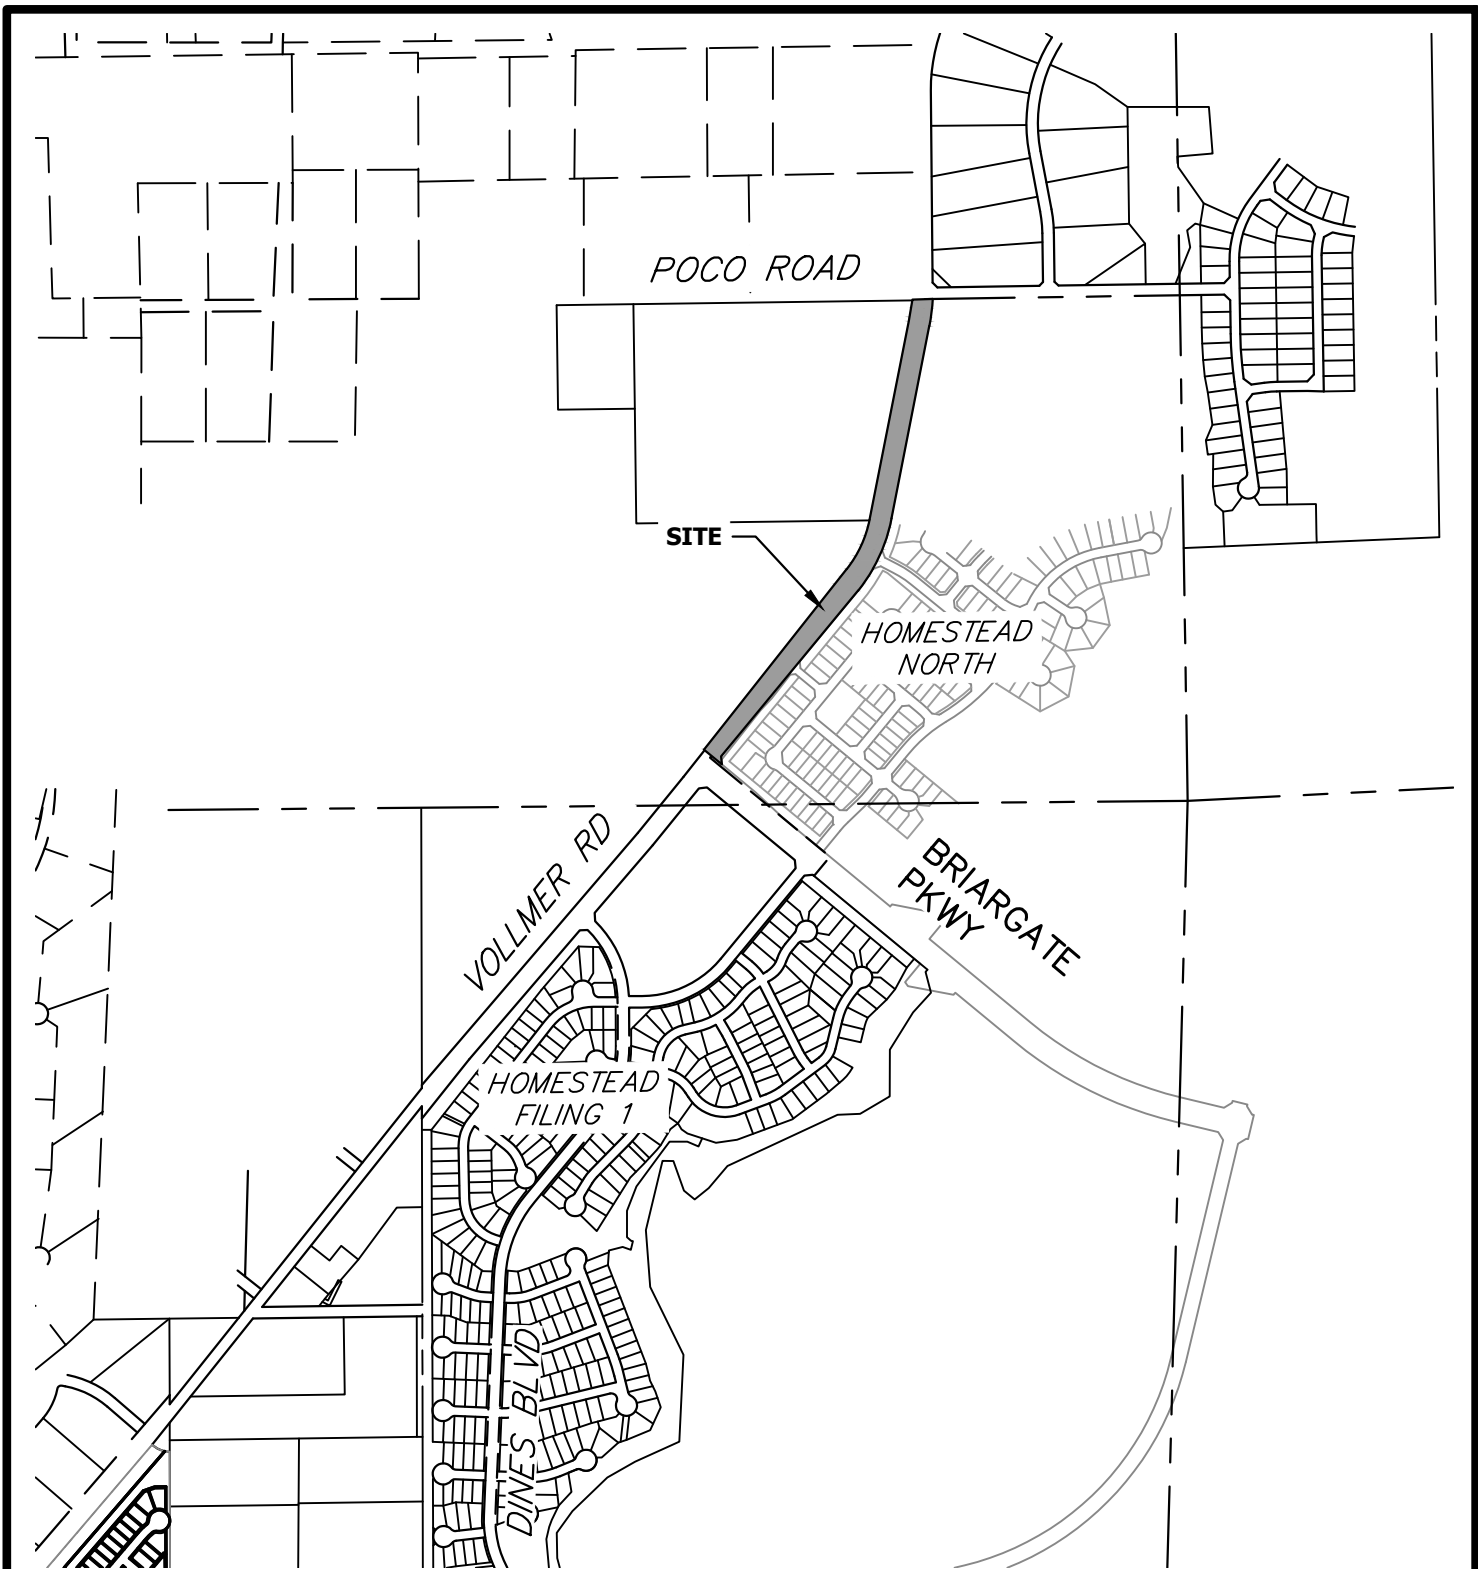 POCO ROAD
SITE
HOMESTEAD
NORTH
VOLLMER RD
BRIARGATE
PKWY
HOMESTEAD
FILING 1
DINES BLVD